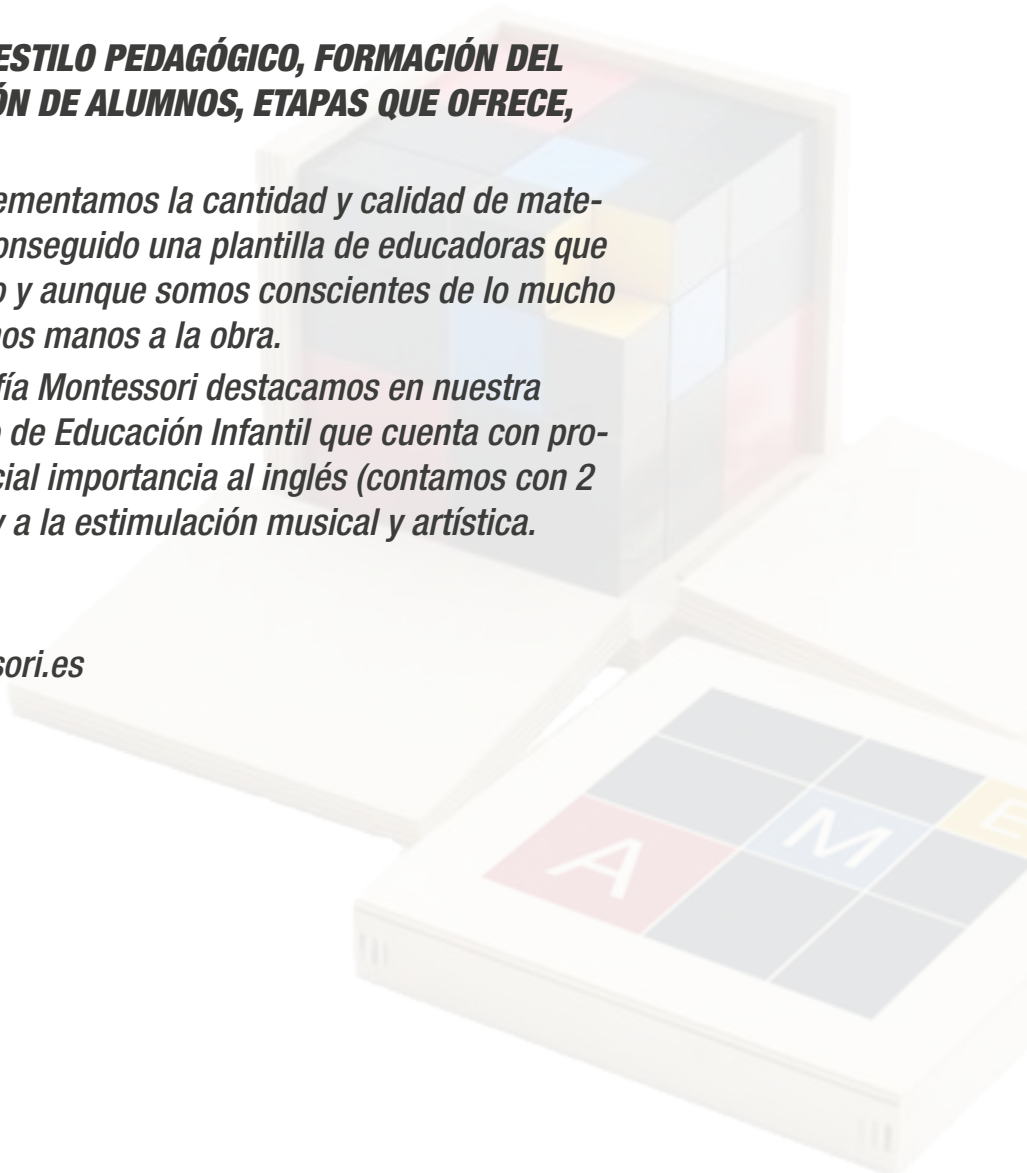 ESTILO PEDAGÓGICO, FORMACIÓN DEL
ÓN DE ALUMNOS, ETAPAS QUE OFRECE,
ementamos la cantidad y calidad de mate-
onseguido una plantilla de educadoras que
o y aunque somos conscientes de lo mucho
os manos a la obra.
fía Montessori destacamos en nuestra
o de Educación Infantil que cuenta con pro-
cial importancia al inglés (contamos con 2
y a la estimulación musical y artística.
sori.es
A M E